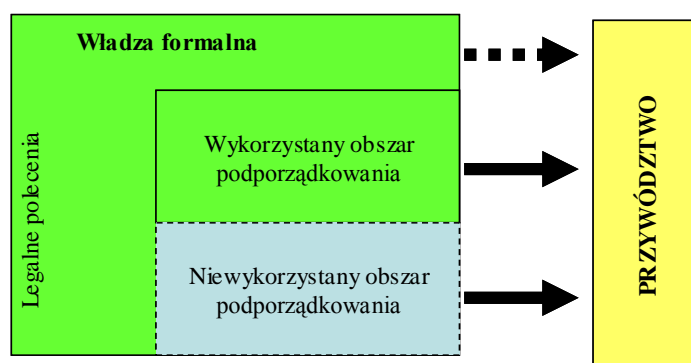 Władza formalna
Legalne polecenia
Wykorzystany obszar
podporządkowania
Niewykorzystany obszar
podporządkowania
PRZYWÓDZTWO